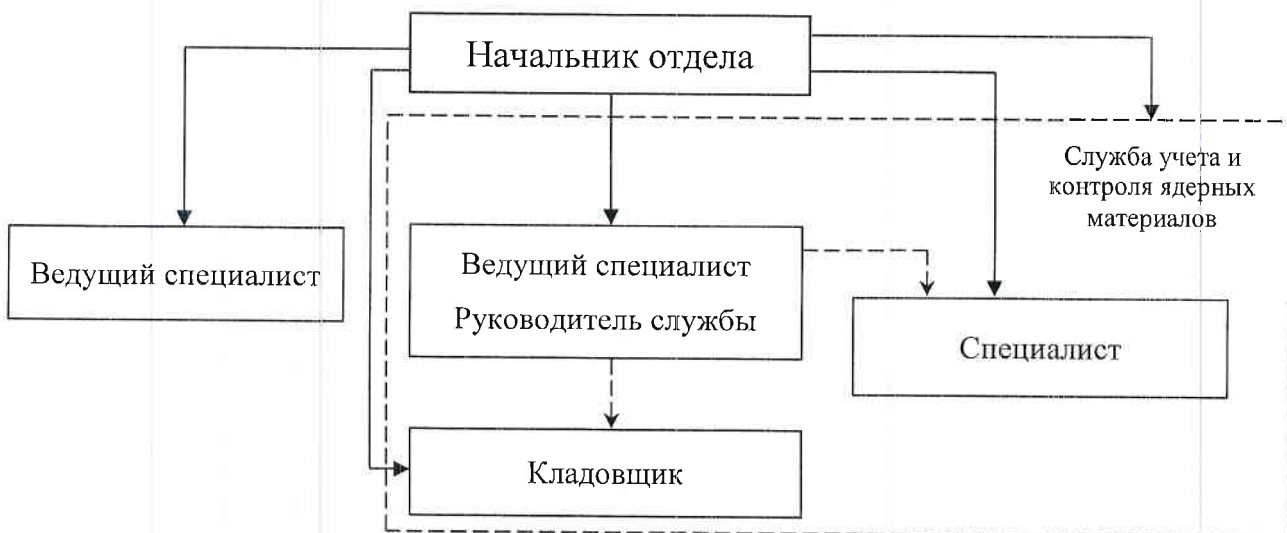 Начальник отдела
Служба учета и
контроля ядерных
материалов
Ведущий специалист
Ведущий специалист
Руководитель службы
Специалист
Кладовщик